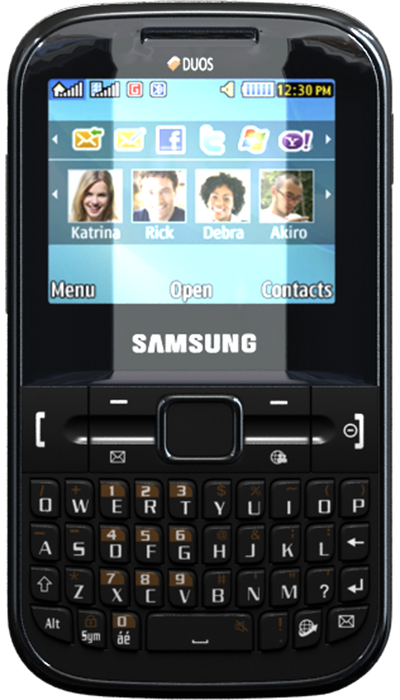 DUOS
G 12:30 PM
f t Y!
Katrina Rick Debra Akiro
Menu Open Contacts
SAMSUNG
Q W 1 E 2 R 3 T $ Y % U I O P
A S 4 D 5 F 6 G H & J K L
Z 7 X 8 C 9 V # B N M ?
Alt Sym 0 áé !